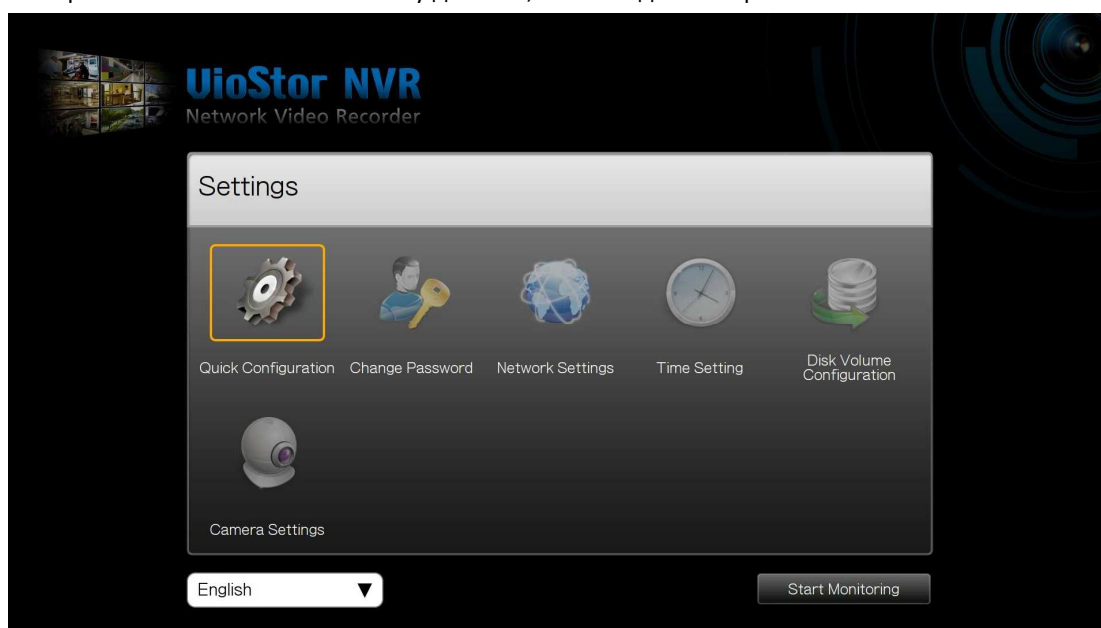 VioStor NVR
Network Video Recorder
Settings
Quick Configuration
Change Password
Network Settings
Time Setting
Disk Volume
Configuration
Camera Settings
English
Start Monitoring